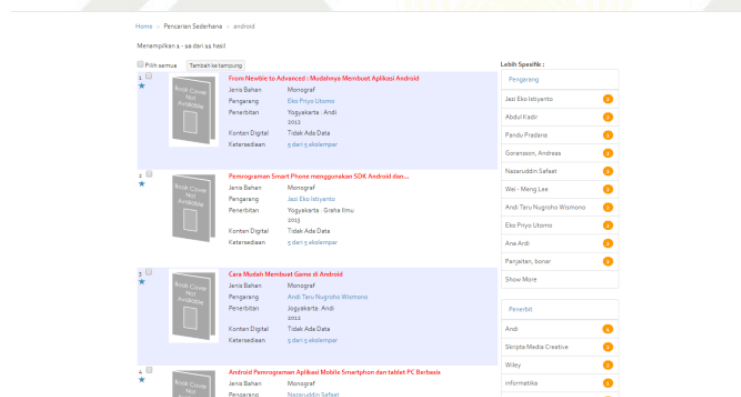 Home > Pencarian Sederhana > android
Menampilkan 1 - 10 dari 11 hasil
Pilih semua
Tambah ke tampung
1
From Newbie to Advanced : Mudahnya Membuat Aplikasi Android
Book Cover Not Available
Jenis Bahan Monograf
Pengarang Eko Priyo Utomo
Penerbitan Yogyakarta : Andi
2012
Konten Digital Tidak Ada Data
Ketersediaan 5 dari 5 ekslempar
2
Pemrograman Smart Phone menggunakan SDK Android dan...
Book Cover Not Available
Jenis Bahan Monograf
Pengarang Jazi Eko Istiyanto
Penerbitan Yogyakarta : Graha Ilmu
2013
Konten Digital Tidak Ada Data
Ketersediaan 5 dari 5 ekslempar
3
Cara Mudah Membuat Game di Android
Book Cover Not Available
Jenis Bahan Monograf
Pengarang Andi Taru Nugroho Wismono
Penerbitan Jogyakarta : Andi
2012
Konten Digital Tidak Ada Data
Ketersediaan 5 dari 5 ekslempar
4
Android Pemrograman Aplikasi Mobile Smartphon dan tablet PC Berbasis
Book Cover Not
Jenis Bahan Monograf
Pengarang Nazaruddin Safaat
Lebih Spesifik :
Pengarang
Jazi Eko Istiyanto
Abdul Kadir
Pandu Pradana
Goransson, Andreas
Nazaruddin Safaat
Wei - Meng Lee
Andi Taru Nugroho Wismono
Eko Priyo Utomo
Ana Ardi
Panjaitan, bonar
Show More
Penerbit
Andi
Skripta Media Creative
Wiley
informatika